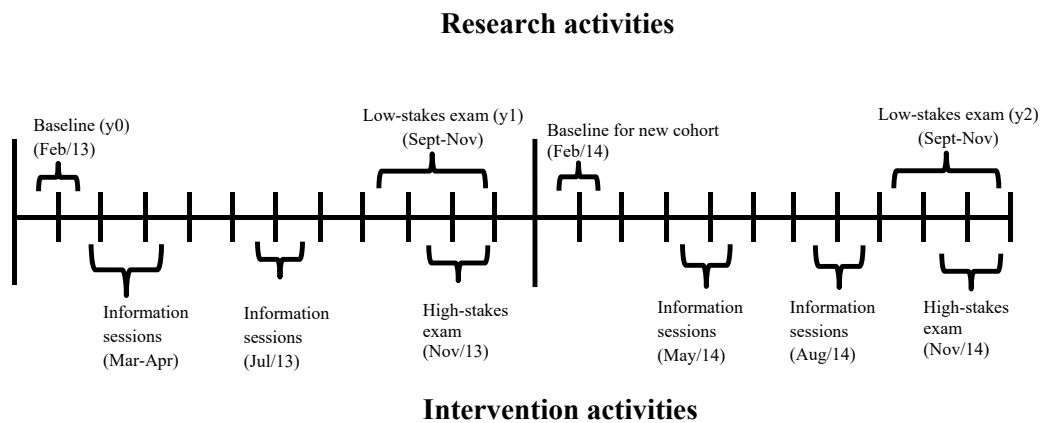 Research activities
Baseline (y0)
(Feb/13)
Low-stakes exam (y1)
(Sept-Nov)
Baseline for new cohort
(Feb/14)
Low-stakes exam (y2)
(Sept-Nov)
Information
sessions
(Mar-Apr)
Information
sessions
(Jul/13)
High-stakes
exam
(Nov/13)
Information
sessions
(May/14)
Information
sessions
(Aug/14)
High-stakes
exam
(Nov/14)
Intervention activities